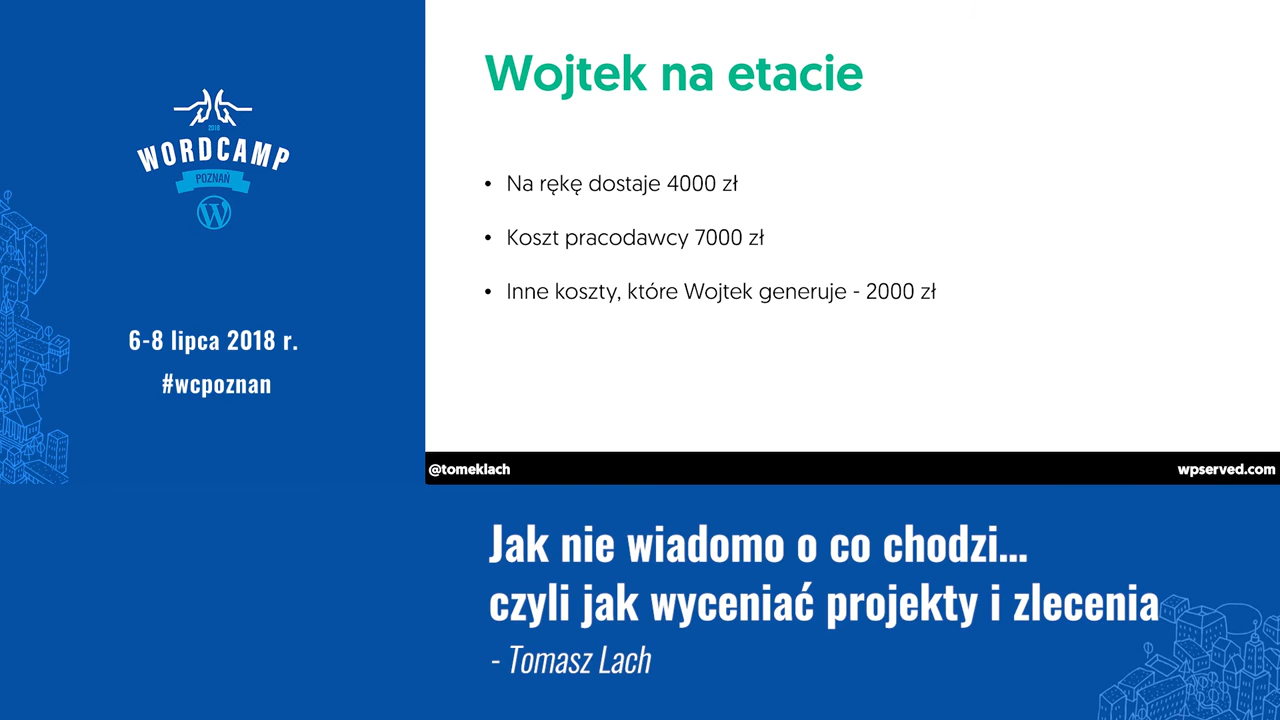 2018
WORDCAMP
POZNAŃ
6-8 lipca 2018 r.
#wcpoznan
Wojtek na etacie
• Na rękę dostaje 4000 zł
• Koszt pracodawcy 7000 zł
• Inne koszty, które Wojtek generuje - 2000 zł
@tomeklach
wpserved.com
Jak nie wiadomo o co chodzi...
czyli jak wyceniać projekty i zlecenia
- Tomasz Lach